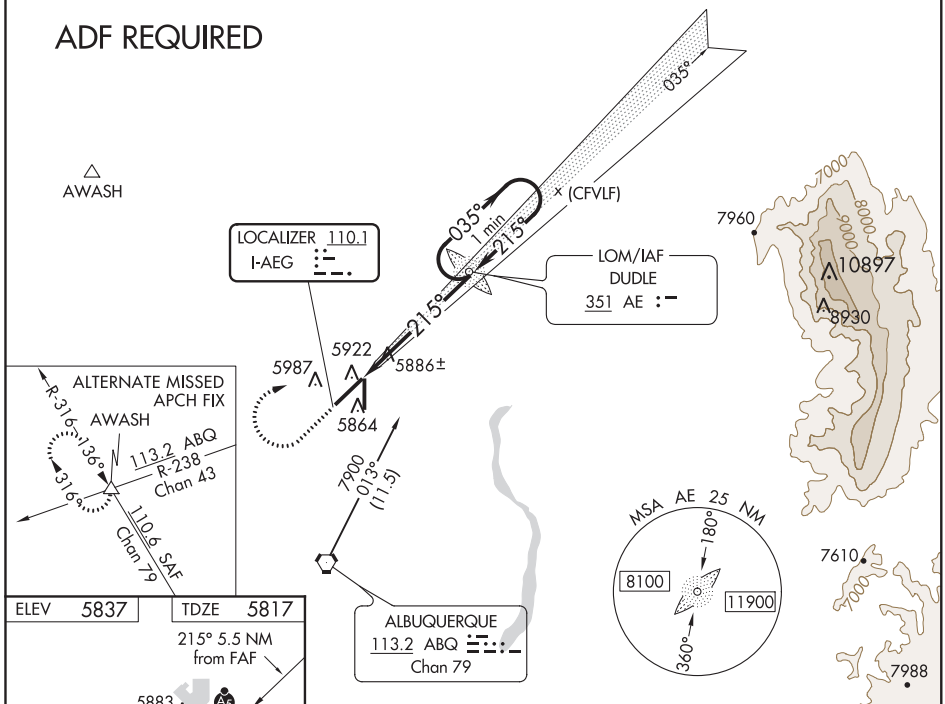 ADF REQUIRED
035°
AWASH
x (CFVLF)
7000
8000
9000
7960
LOCALIZER 110.1
I-AEG
035°
1 min
215°
LOM/IAF
DUDLE
351 AE
10897
8930
215°
5987
5922
5886±
5864
ALTERNATE MISSED
APCH FIX
AWASH
R-316
136°
316°
113.2 ABQ
R-238
Chan 43
110.6 SAF
Chan 79
7900
013°
(11.5)
MSA AE 25 NM
180°
8100
11900
360°
7610
7000
7988
ELEV 5837
TDZE 5817
215° 5.5 NM
from FAF
5883
A5
ALBUQUERQUE
113.2 ABQ
Chan 79